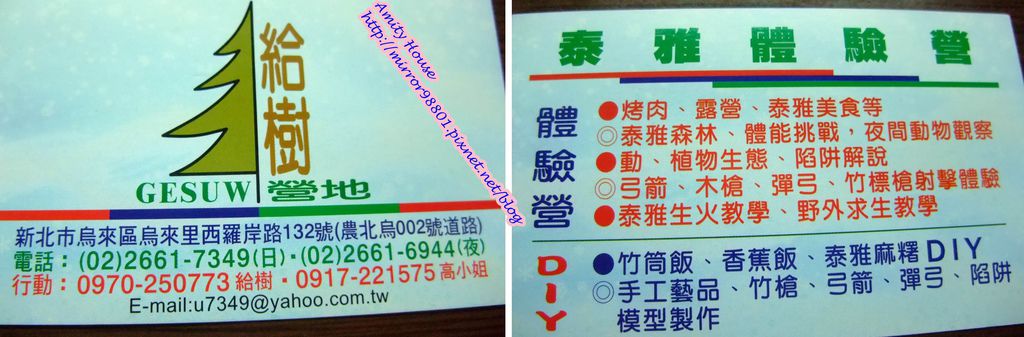 給樹
GESUW 營地
新北市烏來區烏來里西羅岸路132號(農北烏002號道路)
電話：(02)2661-7349(日)・(02)2661-6944(夜)
行動：0970-250773 給樹・0917-221575 高小姐
E-mail:u7349@yahoo.com.tw
Amity House
http://mirror98801.pixnet.net/blog
泰雅體驗營
體驗營
●烤肉、露營、泰雅美食等
◎泰雅森林、體能挑戰，夜間動物觀察
●動、植物生態、陷阱解說
◎弓箭、木槍、彈弓、竹標槍射擊體驗
●泰雅生火教學、野外求生教學
DIY
●竹筒飯、香蕉飯、泰雅麻糬DIY
◎手工藝品、竹槍、弓箭、彈弓、陷阱
模型製作